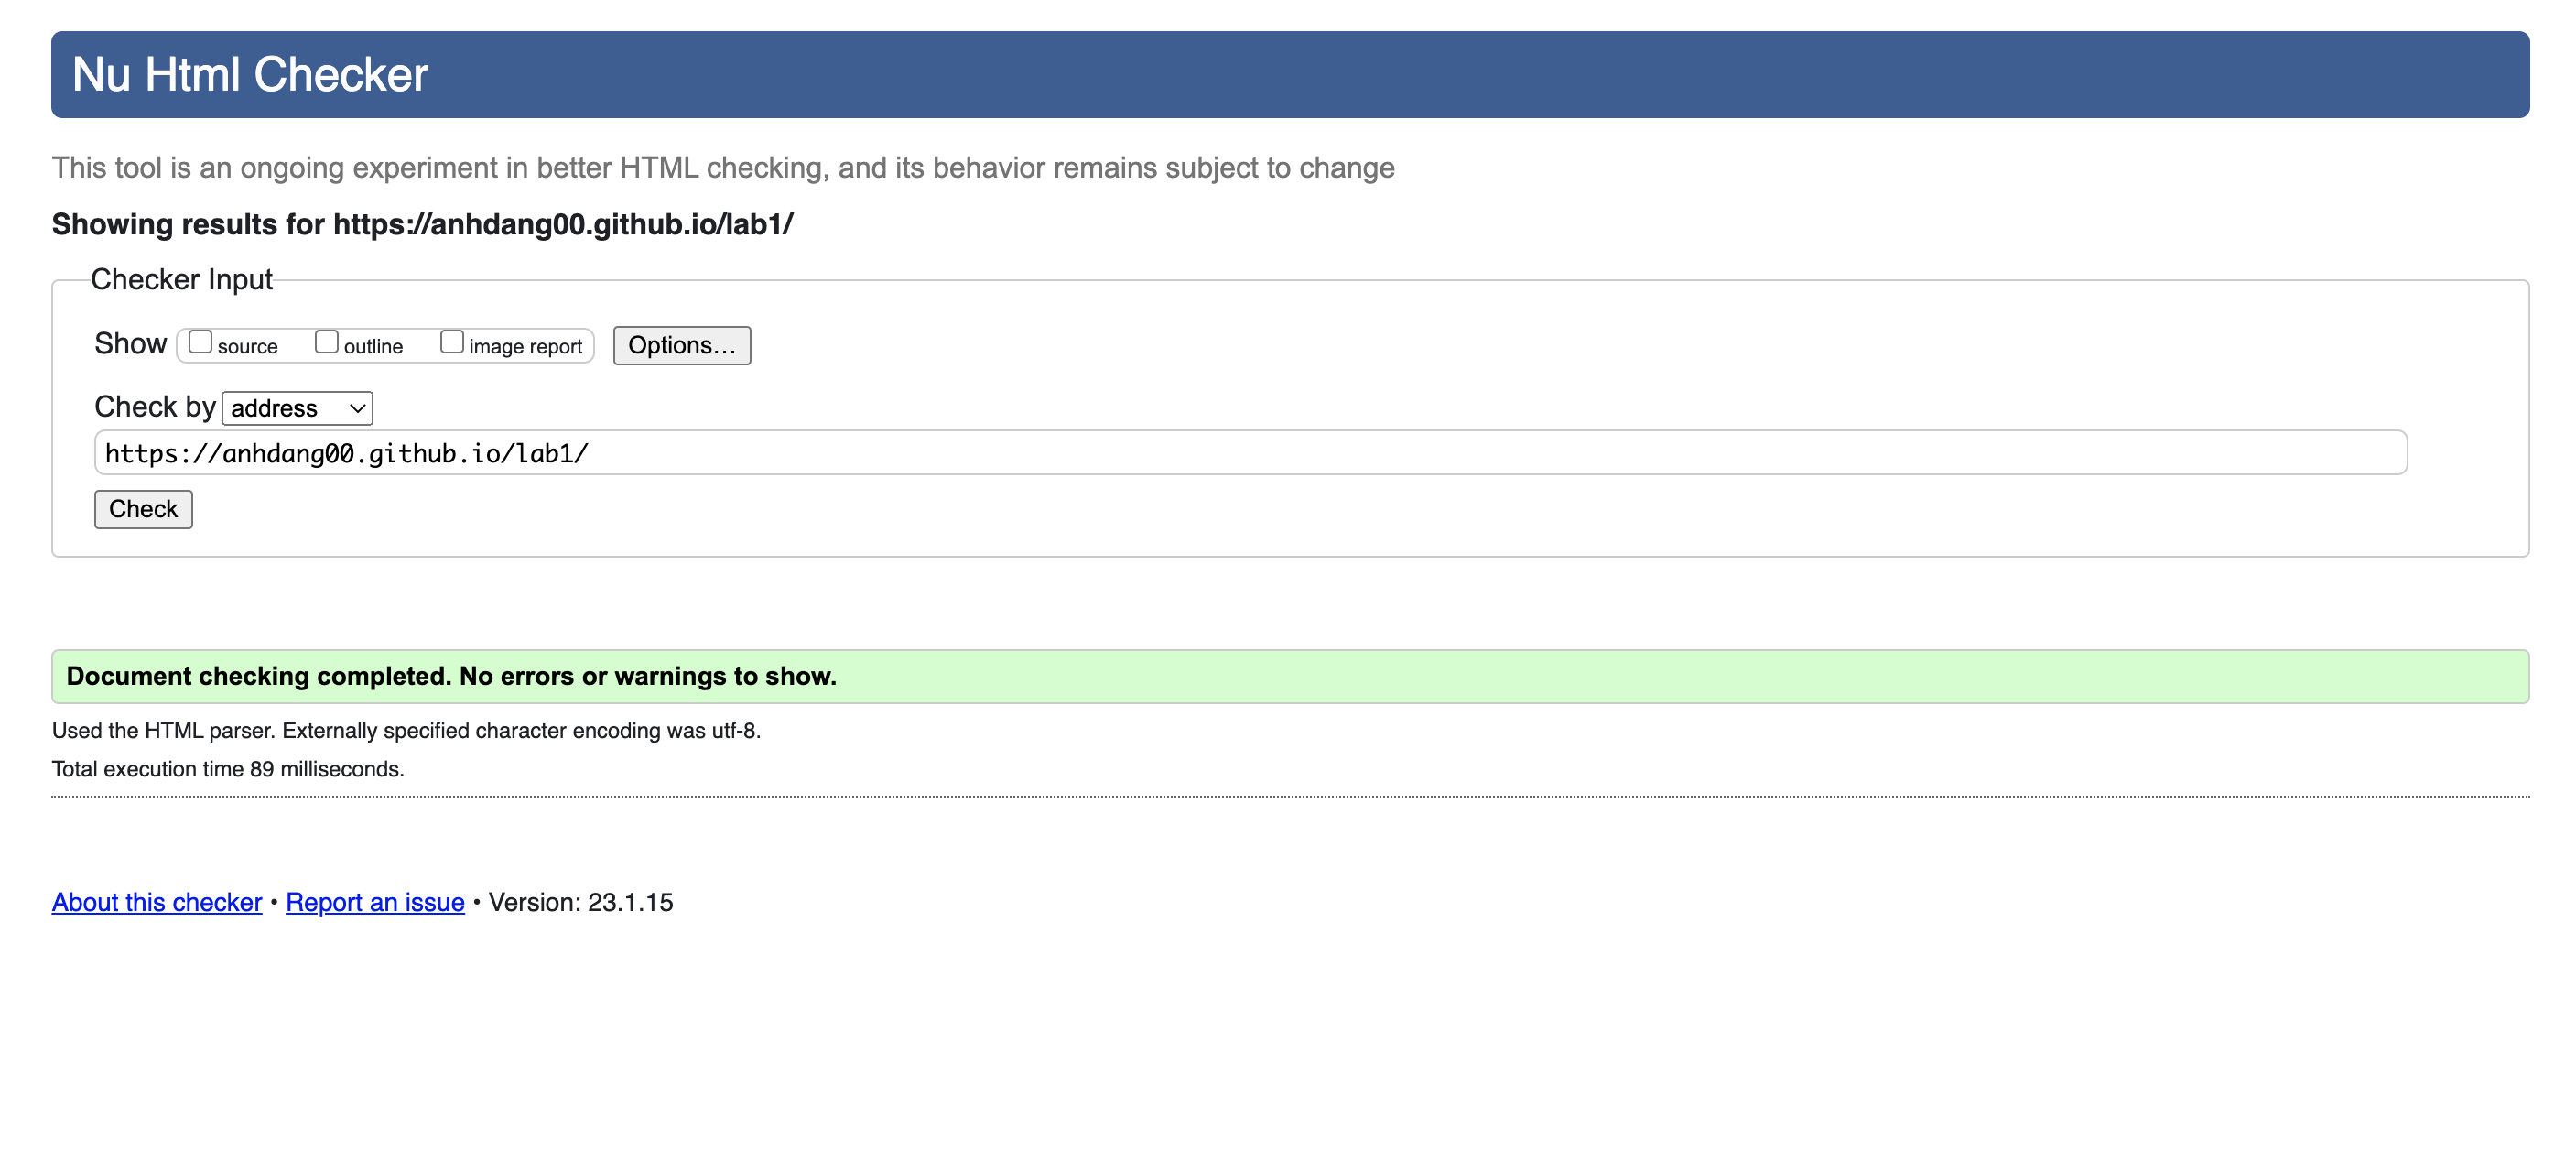 Nu Html Checker
This tool is an ongoing experiment in better HTML checking, and its behavior remains subject to change
Showing results for https://anhdang00.github.io/lab1/
Checker Input
Show source outline image report Options...
Check by address
https://anhdang00.github.io/lab1/
Check
Document checking completed. No errors or warnings to show.
Used the HTML parser. Externally specified character encoding was utf-8.
Total execution time 89 milliseconds.
About this checker • Report an issue • Version: 23.1.15